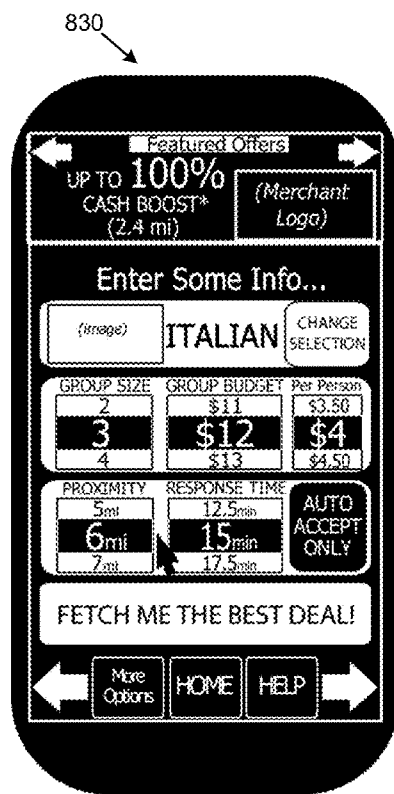 830
Featured Offers
UP TO 100%
CASH BOOST*
(2.4 mi)
(Merchant
Logo)
Enter Some Info...
(image)
ITALIAN
CHANGE
SELECTION
GROUP SIZE GROUP BUDGET Per Person
2 $11 $3.50
3 $12 $4
4 $13 $4.50
PROXIMITY RESPONSE TIME
5mi 12.5min
6mi 15min
7mi 17.5min
AUTO
ACCEPT
ONLY
FETCH ME THE BEST DEAL!
More
Options
HOME
HELP